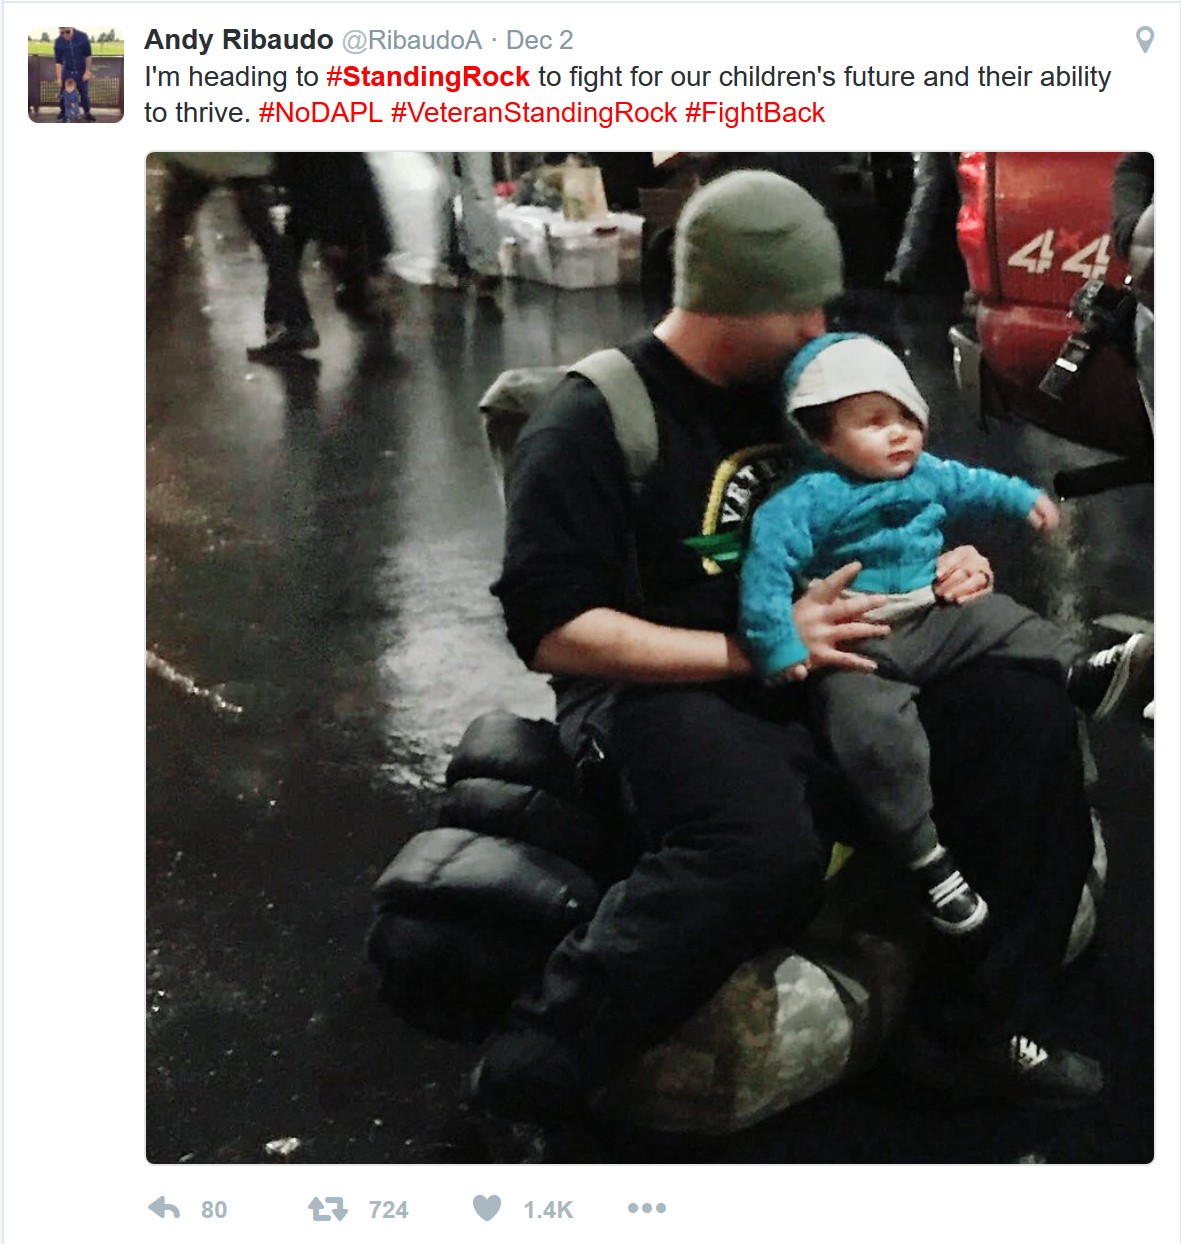 Andy Ribaudo @RibaudoA · Dec 2
I'm heading to #StandingRock to fight for our children's future and their ability
to thrive. #NoDAPL #VeteranStandingRock #FightBack
4x4
80 724 1.4K